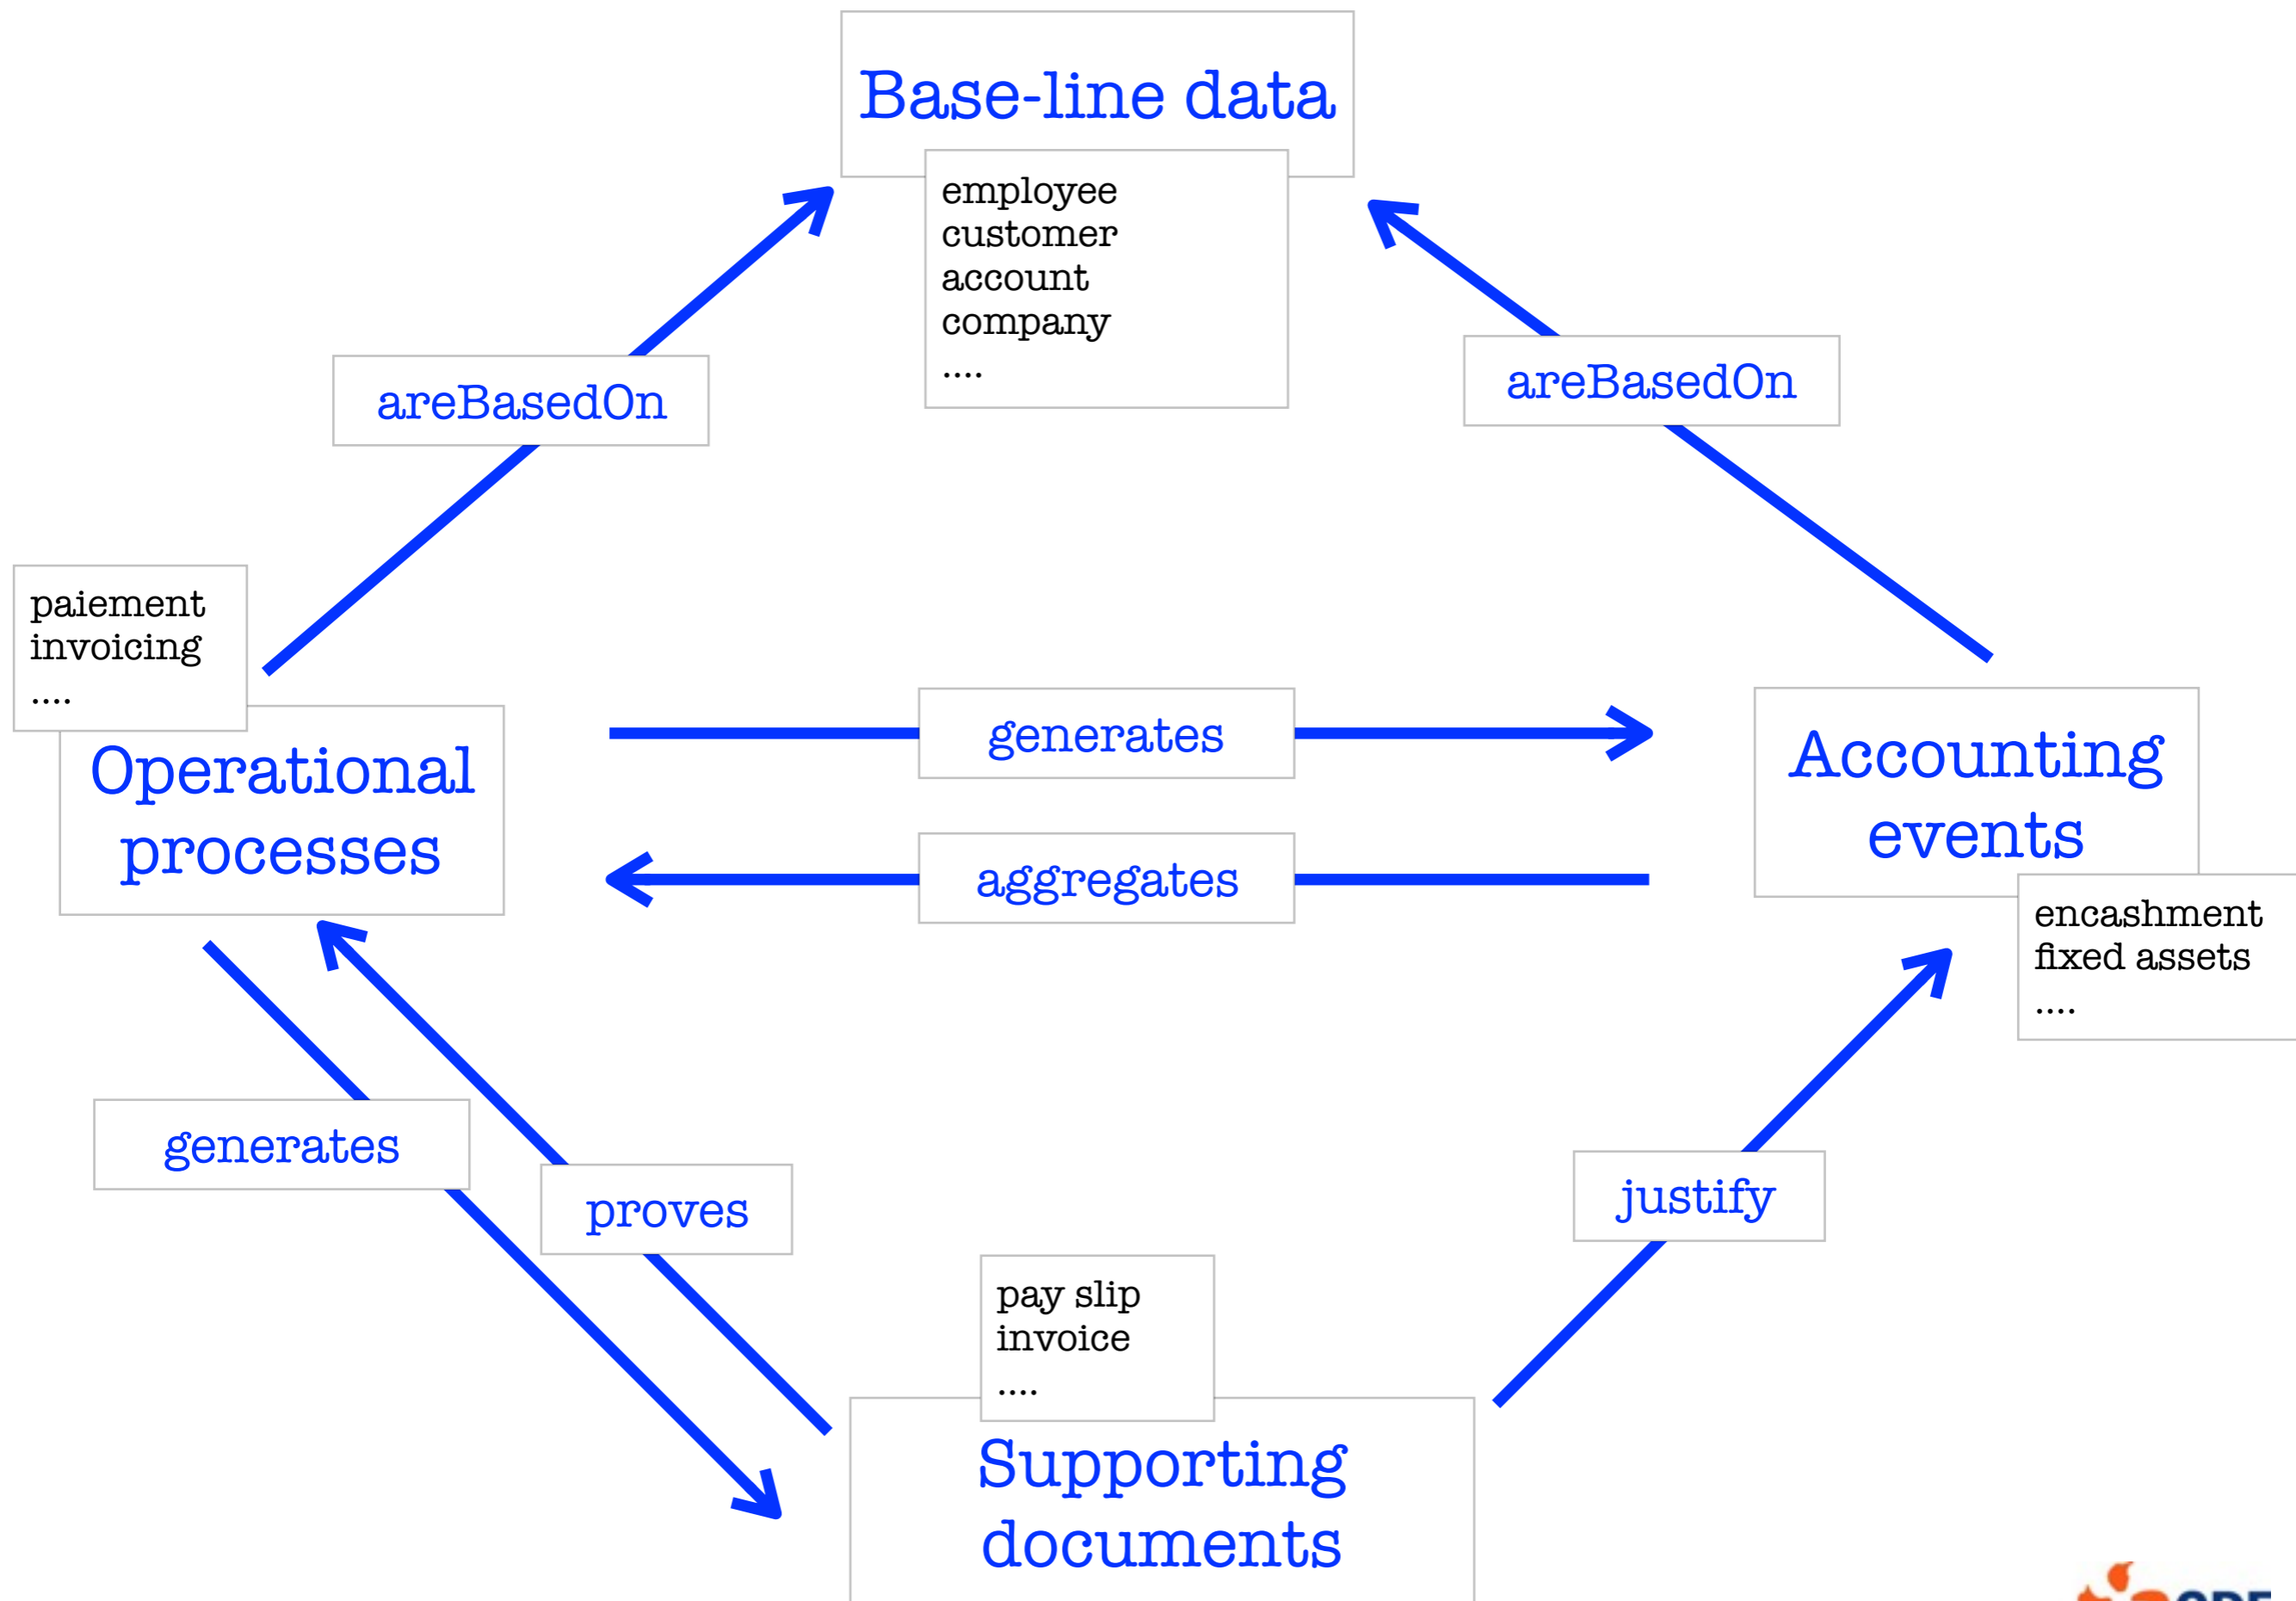 Base-line data
employee
customer
account
company
....
areBasedOn
areBasedOn
paiement
invoicing
....
Operational
processes
generates
aggregates
Accounting
events
encashment
fixed assets
....
generates
proves
justify
pay slip
invoice
....
Supporting
documents